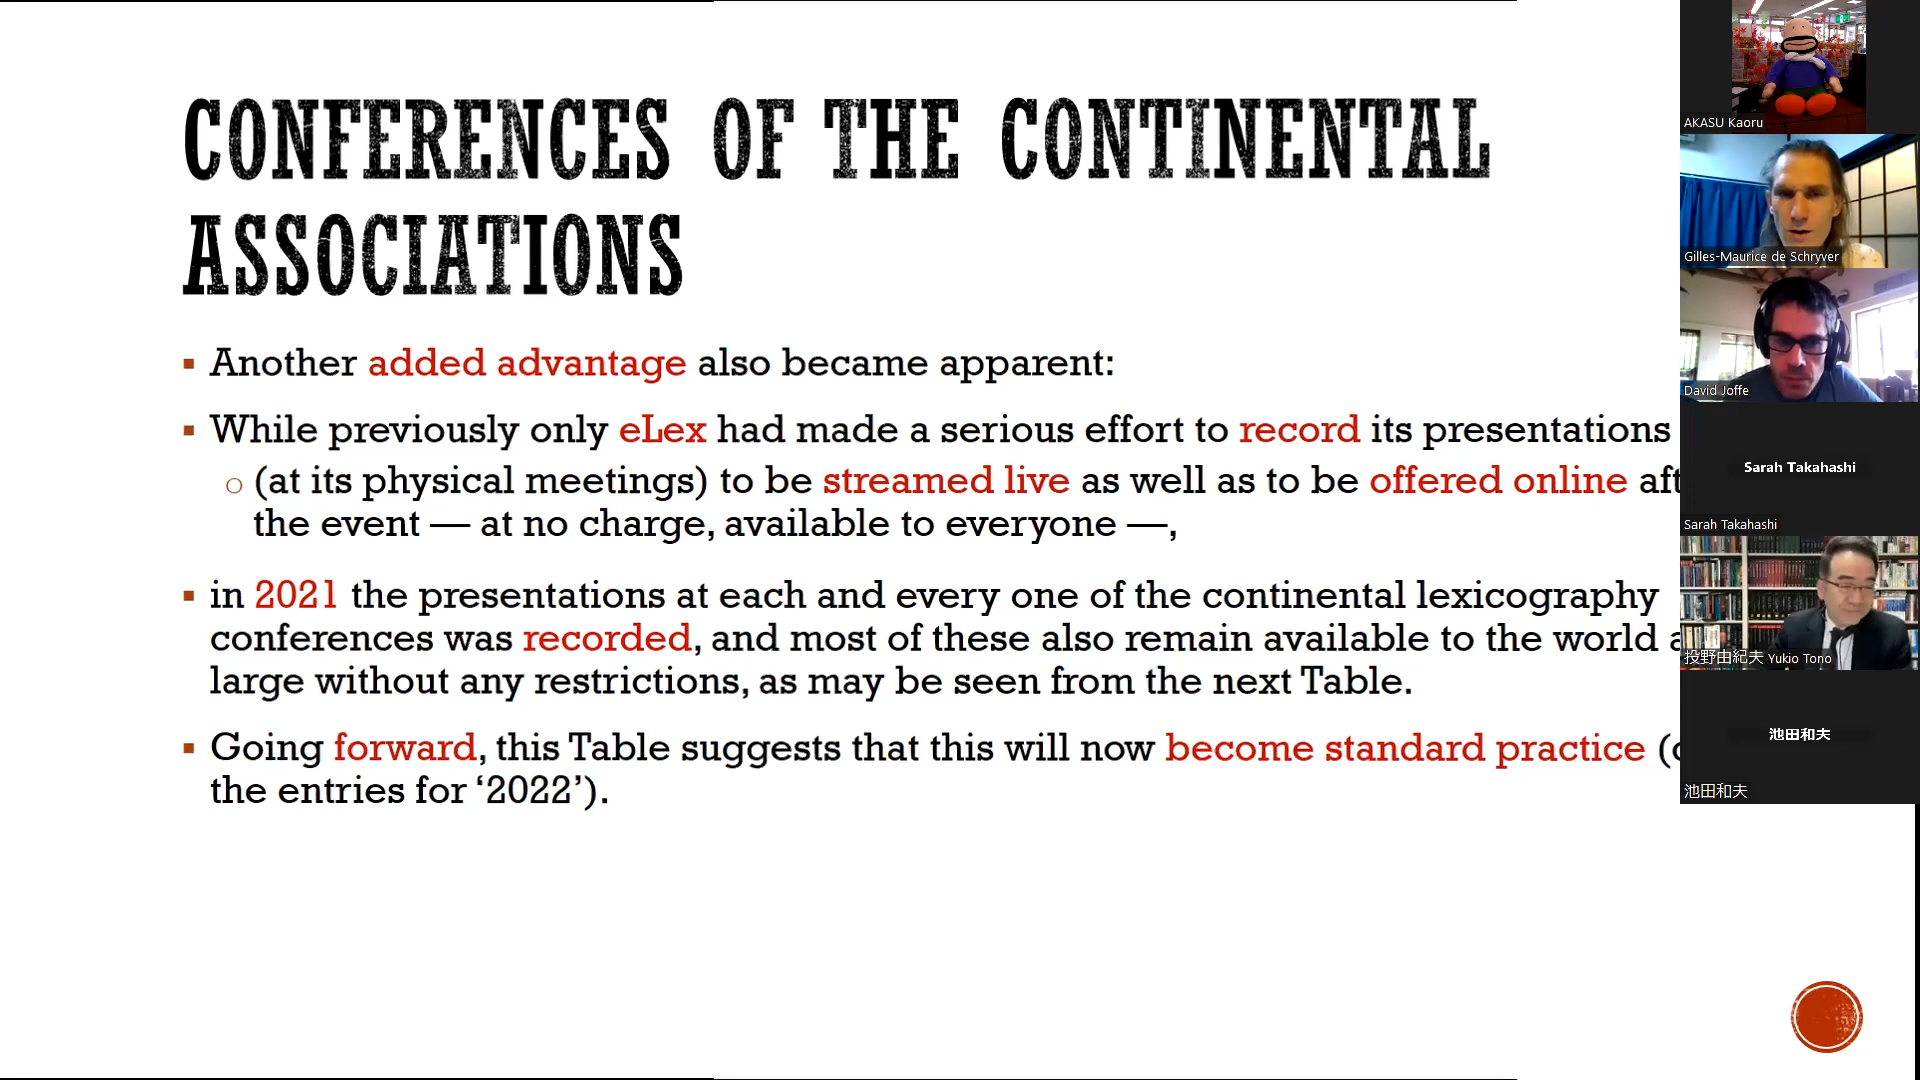 CONFERENCES OF THE CONTINENTAL
ASSOCIATIONS
Another added advantage also became apparent:
While previously only eLex had made a serious effort to record its presentations
(at its physical meetings) to be streamed live as well as to be offered online
the event — at no charge, available to everyone —,
in 2021 the presentations at each and every one of the continental lexicography
conferences was recorded, and most of these also remain available to the world
large without any restrictions, as may be seen from the next Table.
Going forward, this Table suggests that this will now become standard practice
the entries for ‘2022’).
AKASU Kaoru
Gilles-Maurice de Schryver
David Joffe
Sarah Takahashi
Sarah Takahashi
投野由紀夫 Yukio Tono
池田和夫
池田和夫